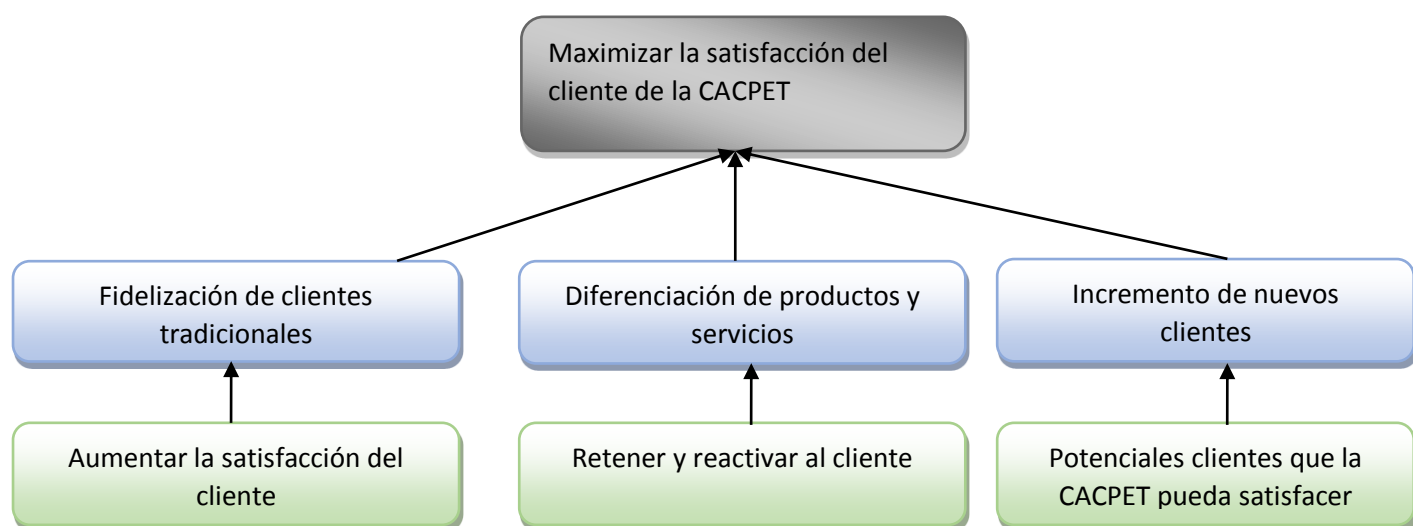 Maximizar la satisfacción del
cliente de la CACPET
Fidelización de clientes
tradicionales
Diferenciación de productos y
servicios
Incremento de nuevos
clientes
Aumentar la satisfacción del
cliente
Retener y reactivar al cliente
Potenciales clientes que la
CACPET pueda satisfacer